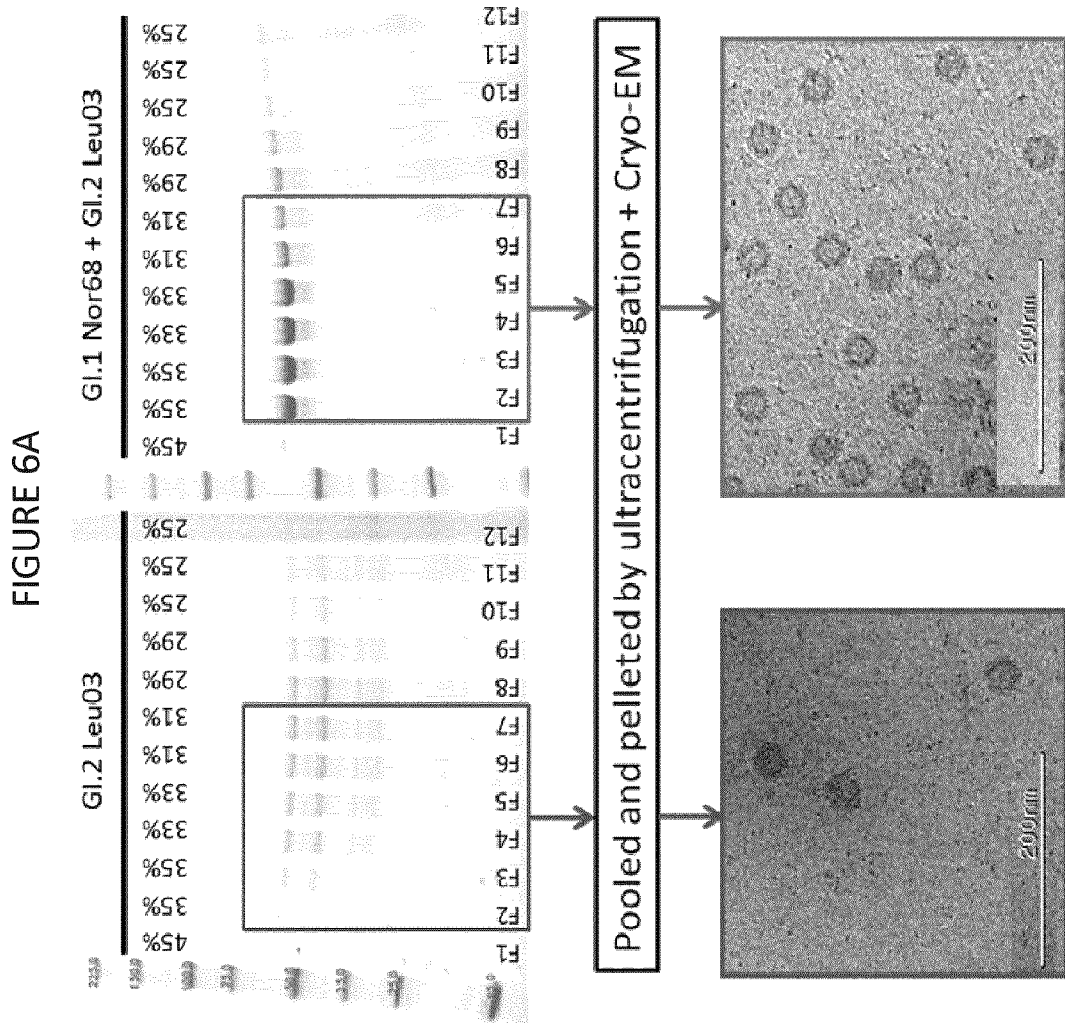 FIGURE 6A
GI.2 Leu03
45% 35% 35% 33% 33% 31% 31% 29% 29% 25% 25% 25%
F1 F2 F3 F4 F5 F6 F7 F8 F9 F10 F11 F12
GI.1 Nor68 + GI.2 Leu03
45% 35% 35% 33% 33% 31% 31% 29% 29% 25% 25% 25%
F1 F2 F3 F4 F5 F6 F7 F8 F9 F10 F11 F12
Pooled and pelleted by ultracentrifugation + Cryo-EM
200nm
200nm